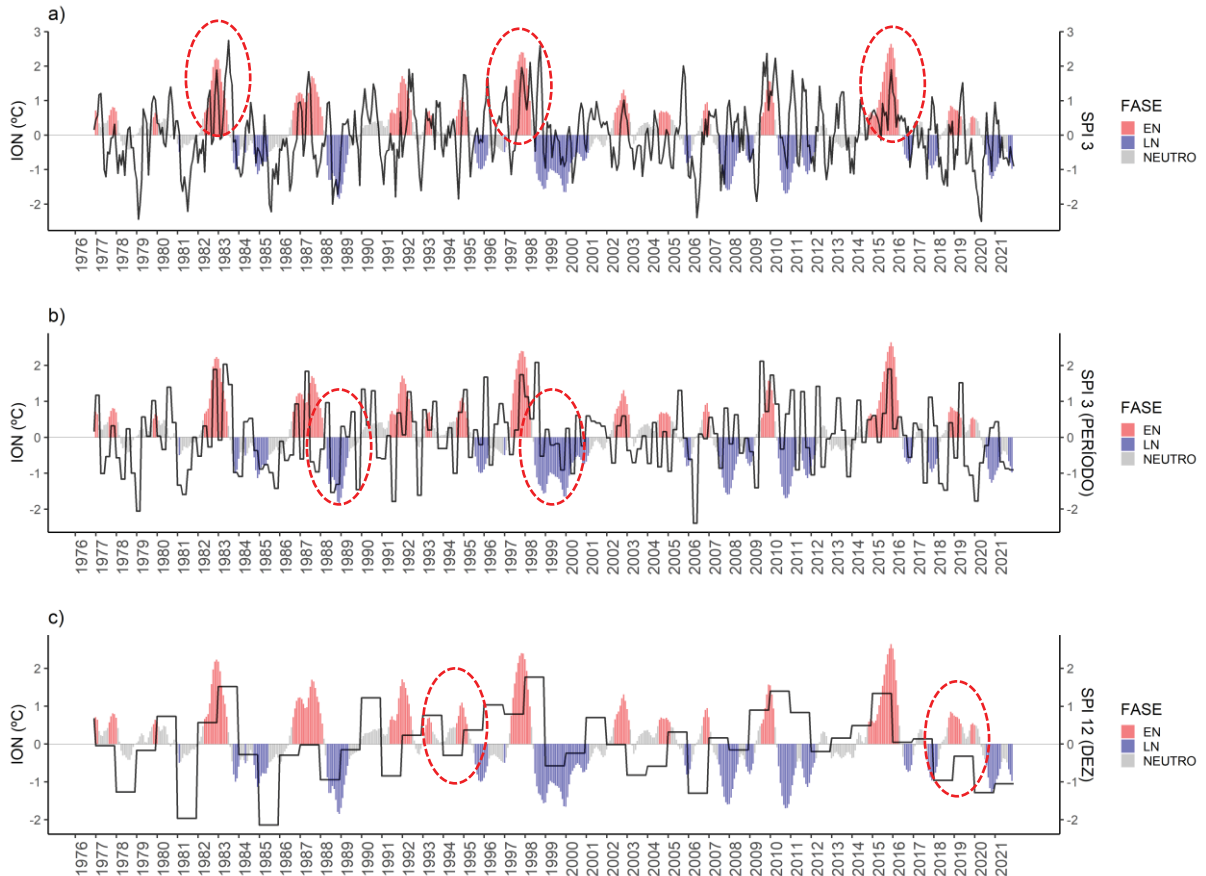 a)
3
2
1
0
-1
-2
ION (ºC)
3
2
1
0
-1
-2
SPI 3
FASE
EN
LN
NEUTRO
1976 1977 1978 1979 1980 1981 1982 1983 1984 1985 1986 1987 1988 1989 1990 1991 1992 1993 1994 1995 1996 1997 1998 1999 2000 2001 2002 2003 2004 2005 2006 2007 2008 2009 2010 2011 2012 2013 2014 2015 2016 2017 2018 2019 2020 2021
b)
2
1
0
-1
-2
ION (ºC)
2
1
0
-1
-2
SPI 3 (PERÍODO)
FASE
EN
LN
NEUTRO
1976 1977 1978 1979 1980 1981 1982 1983 1984 1985 1986 1987 1988 1989 1990 1991 1992 1993 1994 1995 1996 1997 1998 1999 2000 2001 2002 2003 2004 2005 2006 2007 2008 2009 2010 2011 2012 2013 2014 2015 2016 2017 2018 2019 2020 2021
c)
2
1
0
-1
-2
ION (ºC)
2
1
0
-1
-2
SPI 12 (DEZ)
FASE
EN
LN
NEUTRO
1976 1977 1978 1979 1980 1981 1982 1983 1984 1985 1986 1987 1988 1989 1990 1991 1992 1993 1994 1995 1996 1997 1998 1999 2000 2001 2002 2003 2004 2005 2006 2007 2008 2009 2010 2011 2012 2013 2014 2015 2016 2017 2018 2019 2020 2021